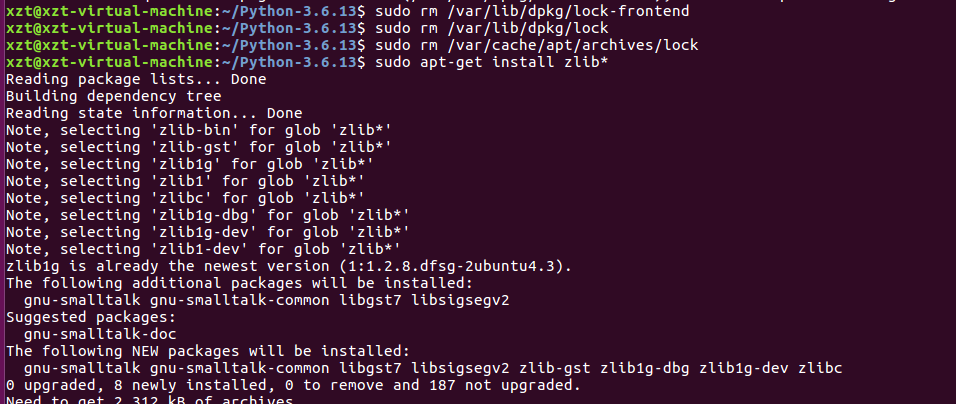 xzt@xzt-virtual-machine:~/Python-3.6.13$ sudo rm /var/lib/dpkg/lock-frontend
xzt@xzt-virtual-machine:~/Python-3.6.13$ sudo rm /var/lib/dpkg/lock
xzt@xzt-virtual-machine:~/Python-3.6.13$ sudo rm /var/cache/apt/archives/lock
xzt@xzt-virtual-machine:~/Python-3.6.13$ sudo apt-get install zlib*
Reading package lists... Done
Building dependency tree
Reading state information... Done
Note, selecting 'zlib-bin' for glob 'zlib*'
Note, selecting 'zlib-gst' for glob 'zlib*'
Note, selecting 'zlib1g' for glob 'zlib*'
Note, selecting 'zlib1' for glob 'zlib*'
Note, selecting 'zlibc' for glob 'zlib*'
Note, selecting 'zlib1g-dbg' for glob 'zlib*'
Note, selecting 'zlib1g-dev' for glob 'zlib*'
Note, selecting 'zlib1-dev' for glob 'zlib*'
zlib1g is already the newest version (1:1.2.8.dfsg-2ubuntu4.3).
The following additional packages will be installed:
  gnu-smalltalk gnu-smalltalk-common libgst7 libsigsegv2
Suggested packages:
  gnu-smalltalk-doc
The following NEW packages will be installed:
  gnu-smalltalk gnu-smalltalk-common libgst7 libsigsegv2 zlib-gst zlib1g-dbg zlib1g-dev zlibc
0 upgraded, 8 newly installed, 0 to remove and 187 not upgraded.
Need to get 2,312 kB of archives.